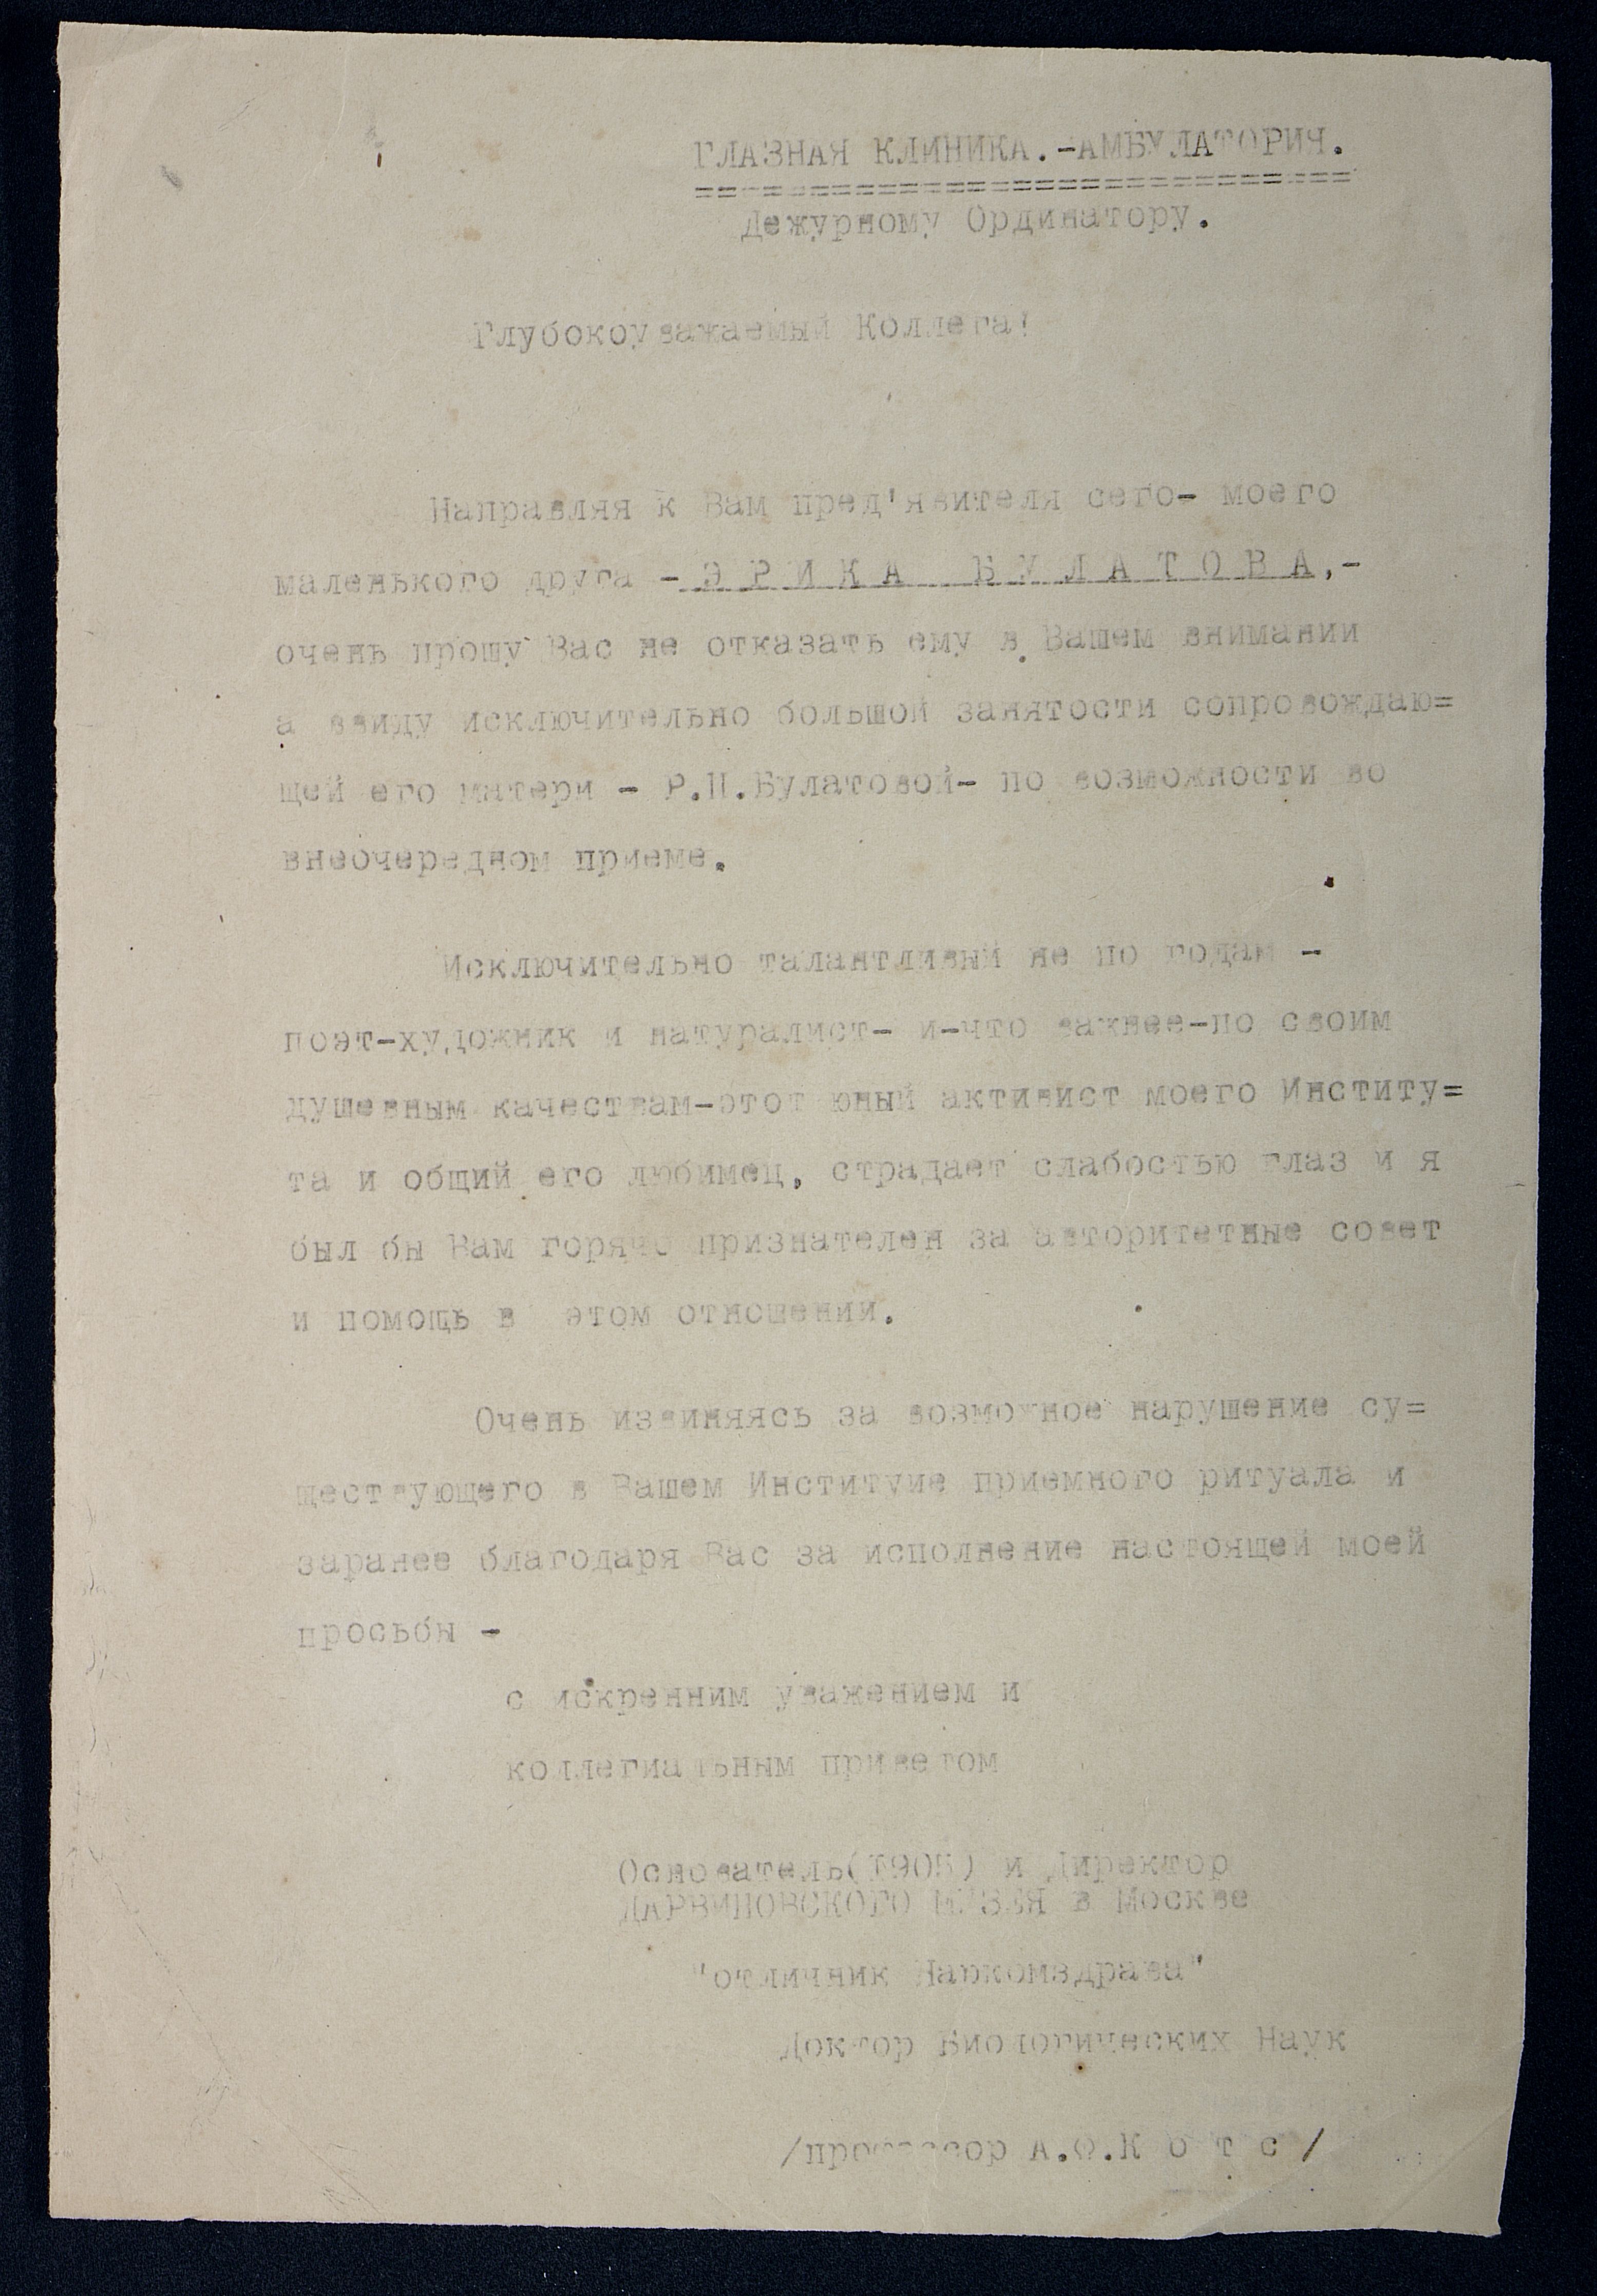 ГЛАЗНАЯ КЛИНИКА.-АМБУЛАТОРИЯ.
Дежурному Ординатору.
Глубокоуважаемый Коллега!
Направляя к Вам пред'явителя сего- моего
маленького друга - ЭРИКА БУЛАТОВА,-
очень прошу Вас не отказать ему в Вашем внимании
а ввиду исключительно большой занятости сопровождаю=
щей его матери - Р.П.Булатовой- по возможности во
внеочередном приеме.
Исключительно талантливый не по годам -
поэт-художник и натуралист- и-что важнее-по своим
душевным качествам-этот юный активист моего Институ=
та и общий его любимец, страдает слабостью глаз и я
был бы Вам горячо признателен за авторитетные совет
и помощь в этом отношении.
Очень извиняясь за возможное нарушение су=
ществующего в Вашем Институие приемного ритуала и
заранее благодаря Вас за исполнение настоящей моей
просьбы -
с искренним уважением и
коллегиальным приветом
Основатель(I905) и Директор
ДАРВИНОВСКОГО МУЗЕЯ в Москве
"отличник Наркомздрава"
Доктор Биологических Наук
/профессор А.Ф.К о т с /